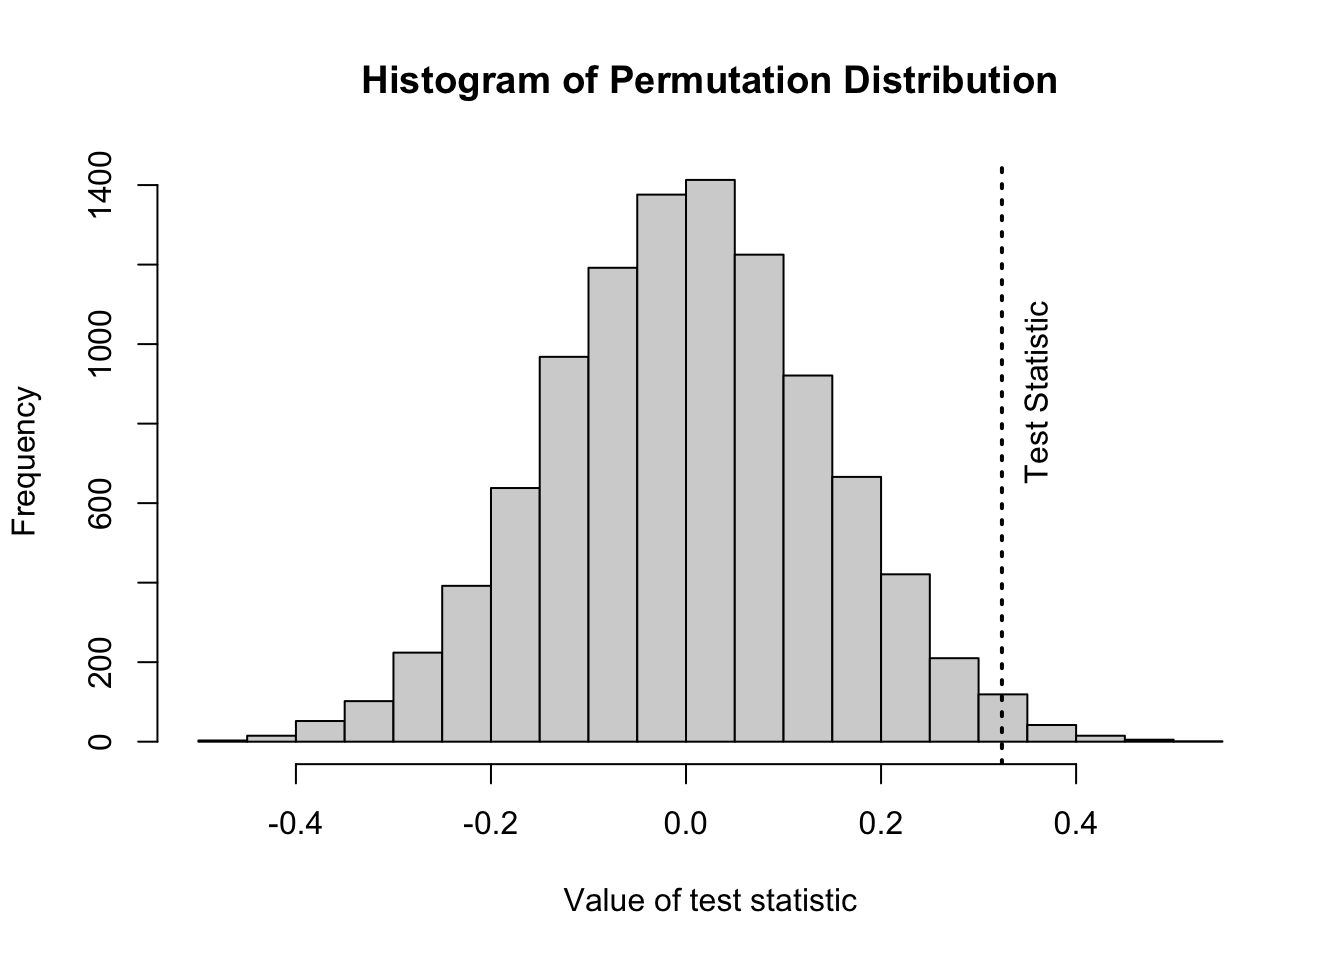 Histogram of Permutation Distribution
1400
1000
600
200
0
Frequency
Test Statistic
-0.4 -0.2 0.0 0.2 0.4
Value of test statistic